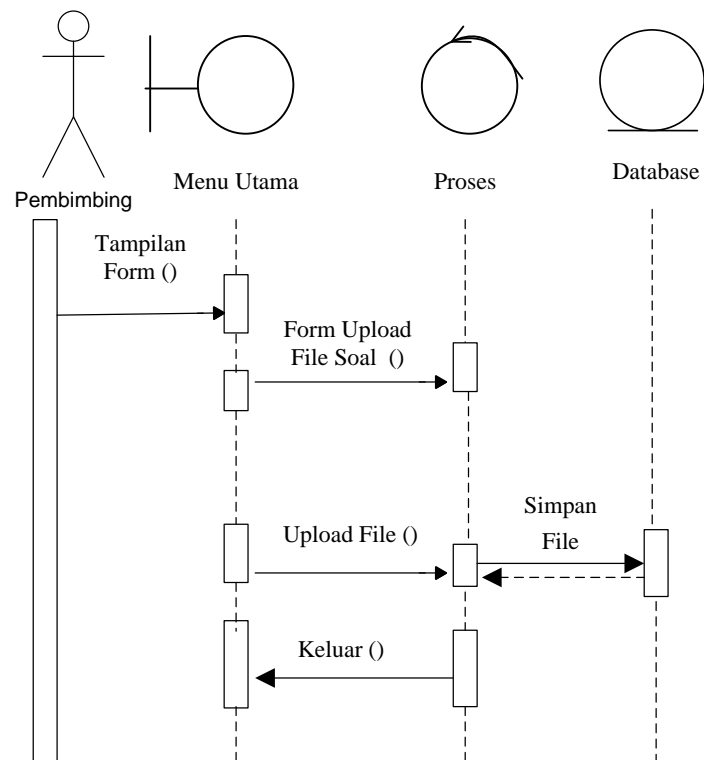 Pembimbing
Menu Utama
Proses
Database
Tampilan
Form ()
Form Upload
File Soal ()
Upload File ()
Simpan
File
Keluar ()